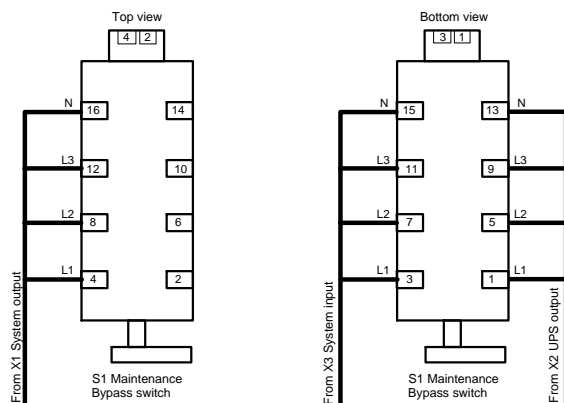 Top view
4 2
N 16 14
L3 12 10
L2 8 6
L1 4 2
From X1 System output
S1 Maintenance
Bypass switch
Bottom view
3 1
N 15 13 N
L3 11 9 L3
L2 7 5 L2
L1 3 1 L1
From X3 System input
From X2 UPS output
S1 Maintenance
Bypass switch